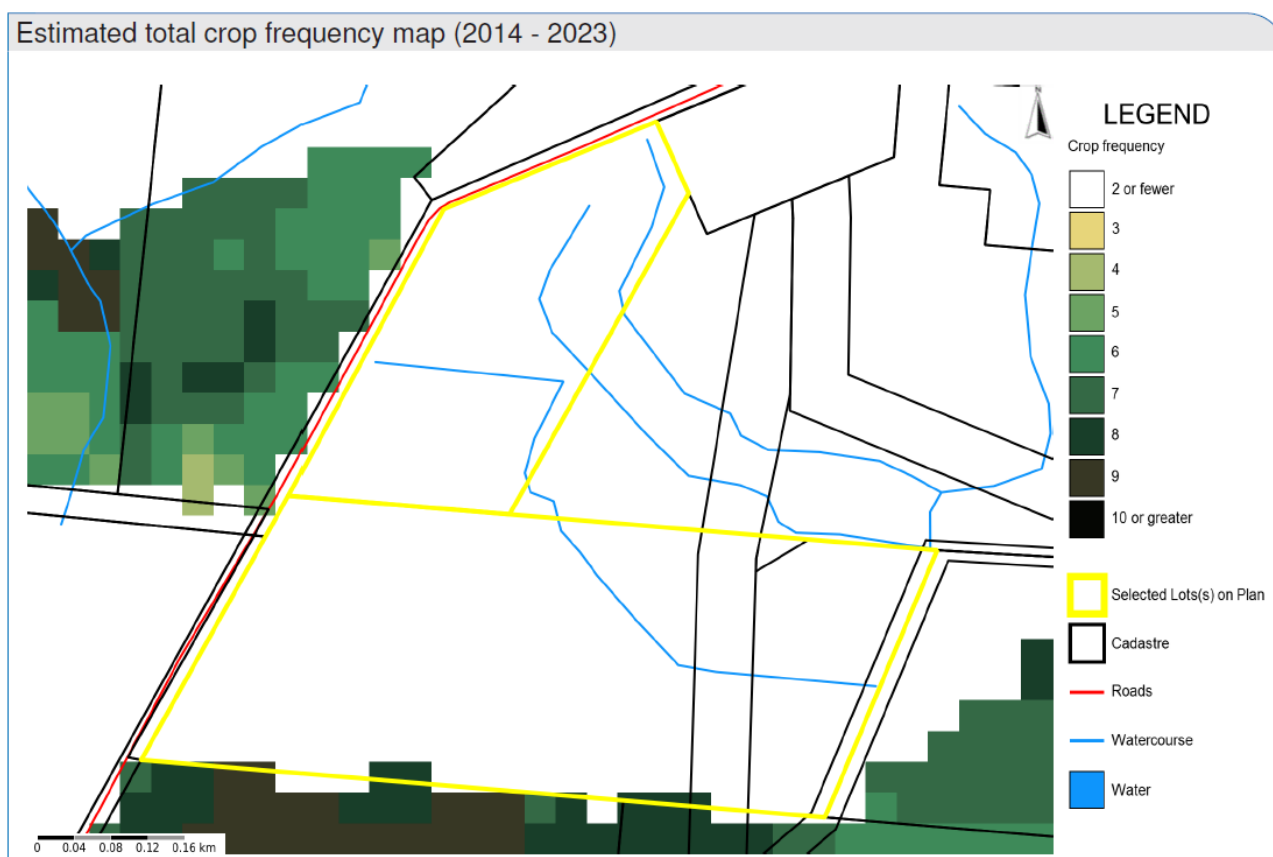 Estimated total crop frequency map (2014 - 2023)
N
LEGEND
Crop frequency
2 or fewer
3
4
5
6
7
8
9
10 or greater
Selected Lots(s) on Plan
Cadastre
Roads
Watercourse
Water
0 0.04 0.08 0.12 0.16 km